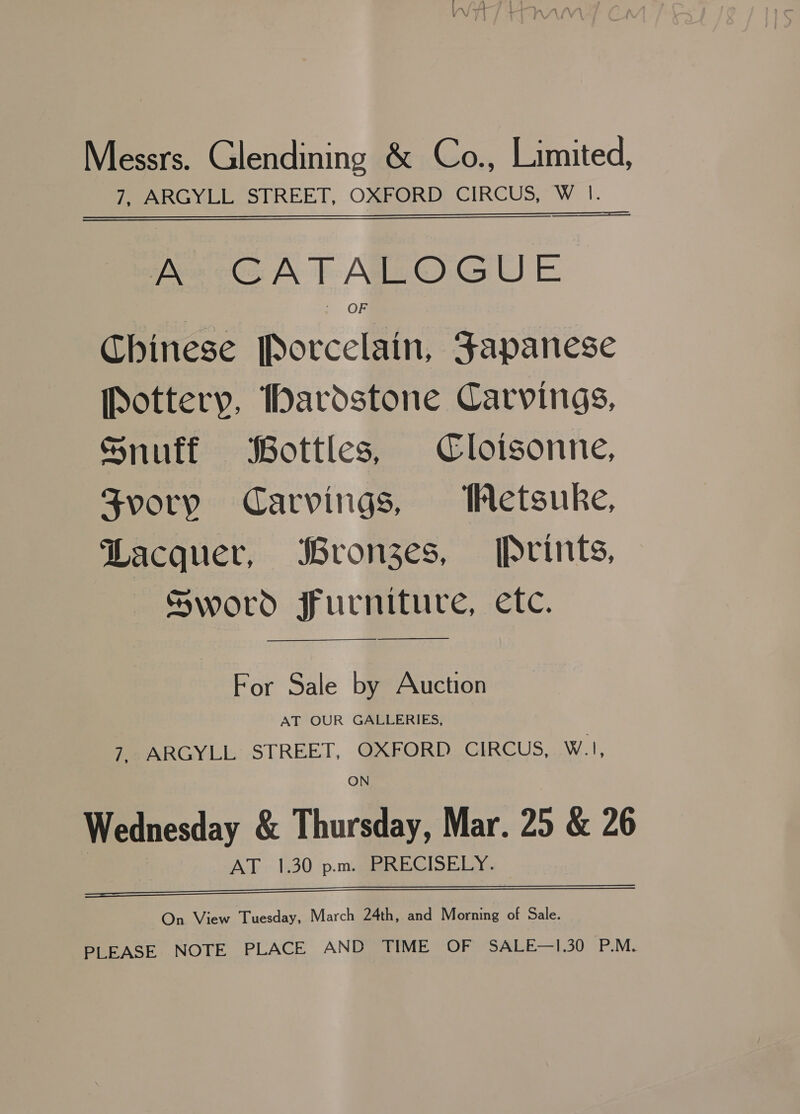 Messrs. Glendining & Co., Limited,
7, ARGYLL STREET, OXFORD CIRCUS, W 1.
A CATALOGUE
OF
Chinese Porcelain, Japanese
Pottery, Hardstone Carvings,
Snuff Bottles, Cloisonne,
Ivory Carvings, Netsuke,
Lacquer, Bronzes, Prints,
Sword Furniture, etc.
For Sale by Auction
AT OUR GALLERIES,
7, ARGYLL STREET, OXFORD CIRCUS, W.1,
ON
Wednesday & Thursday, Mar. 25 & 26
AT 1.30 p.m. PRECISELY.
On View Tuesday, March 24th, and Morning of Sale.
PLEASE NOTE PLACE AND TIME OF SALE—1.30 P.M.